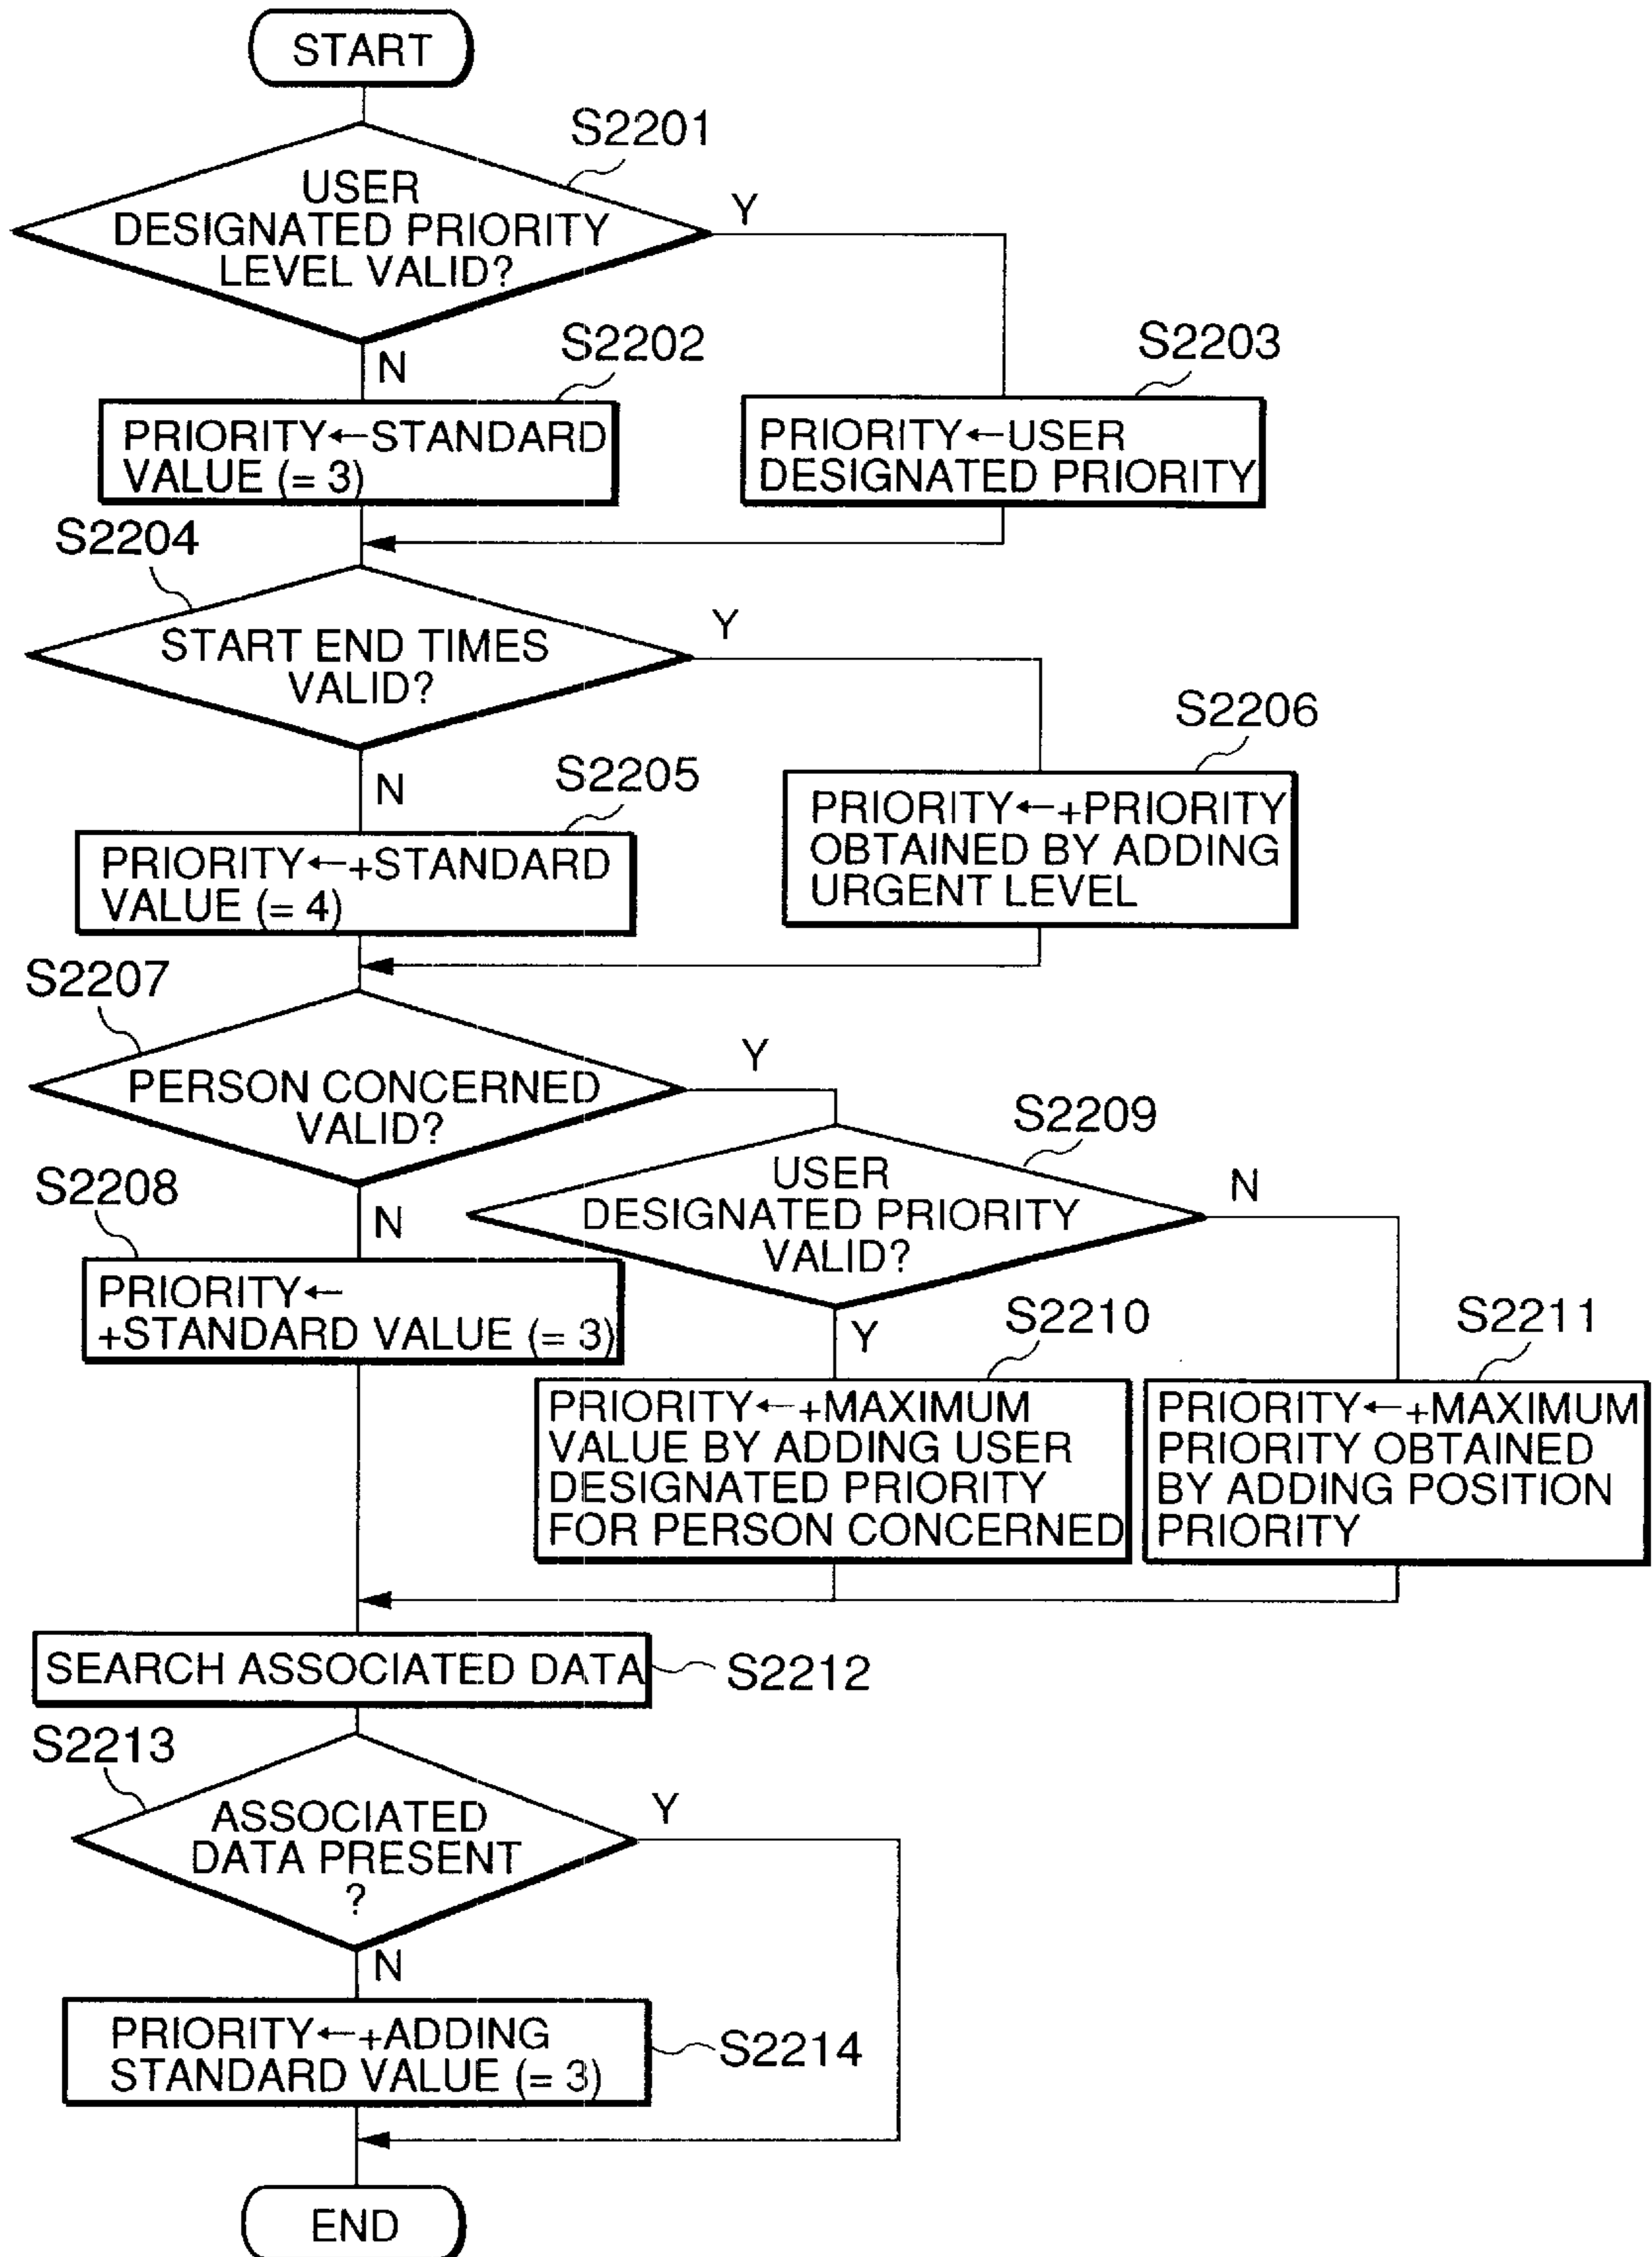 START
S2201
USER
DESIGNATED PRIORITY
LEVEL VALID?
Y
N
S2202
PRIORITY←STANDARD
VALUE (= 3)
S2203
PRIORITY←USER
DESIGNATED PRIORITY
S2204
START END TIMES
VALID?
Y
N
S2205
PRIORITY←+STANDARD
VALUE (= 4)
S2206
PRIORITY←+PRIORITY
OBTAINED BY ADDING
URGENT LEVEL
S2207
PERSON CONCERNED
VALID?
Y
N
S2208
PRIORITY←
+STANDARD VALUE (= 3)
S2209
USER
DESIGNATED PRIORITY
VALID?
N
Y
S2210
PRIORITY←+MAXIMUM
VALUE BY ADDING USER
DESIGNATED PRIORITY
FOR PERSON CONCERNED
S2211
PRIORITY←+MAXIMUM
PRIORITY OBTAINED
BY ADDING POSITION
PRIORITY
SEARCH ASSOCIATED DATA
S2212
S2213
ASSOCIATED
DATA PRESENT
?
Y
N
PRIORITY←+ADDING
STANDARD VALUE (= 3)
S2214
END